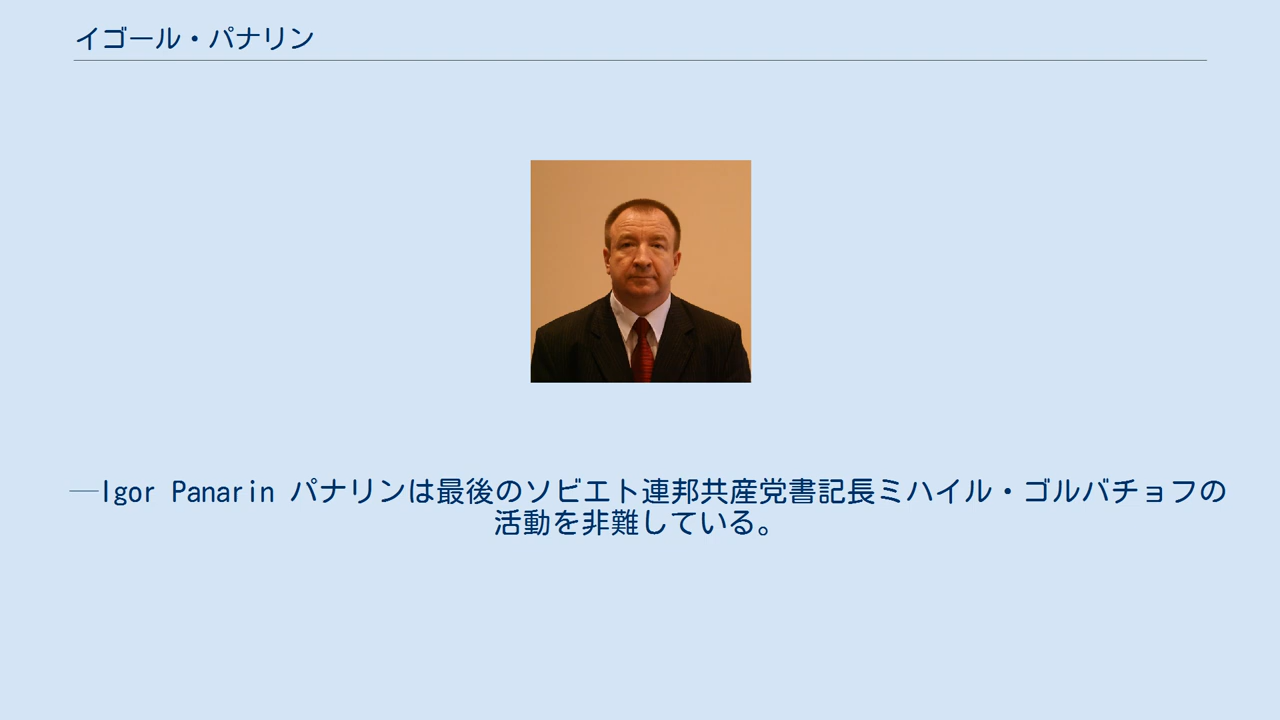 イゴール・パナリン
—Igor Panarin パナリンは最後のソビエト連邦共産党書記長ミハイル・ゴルバチョフの
活動を非難している。